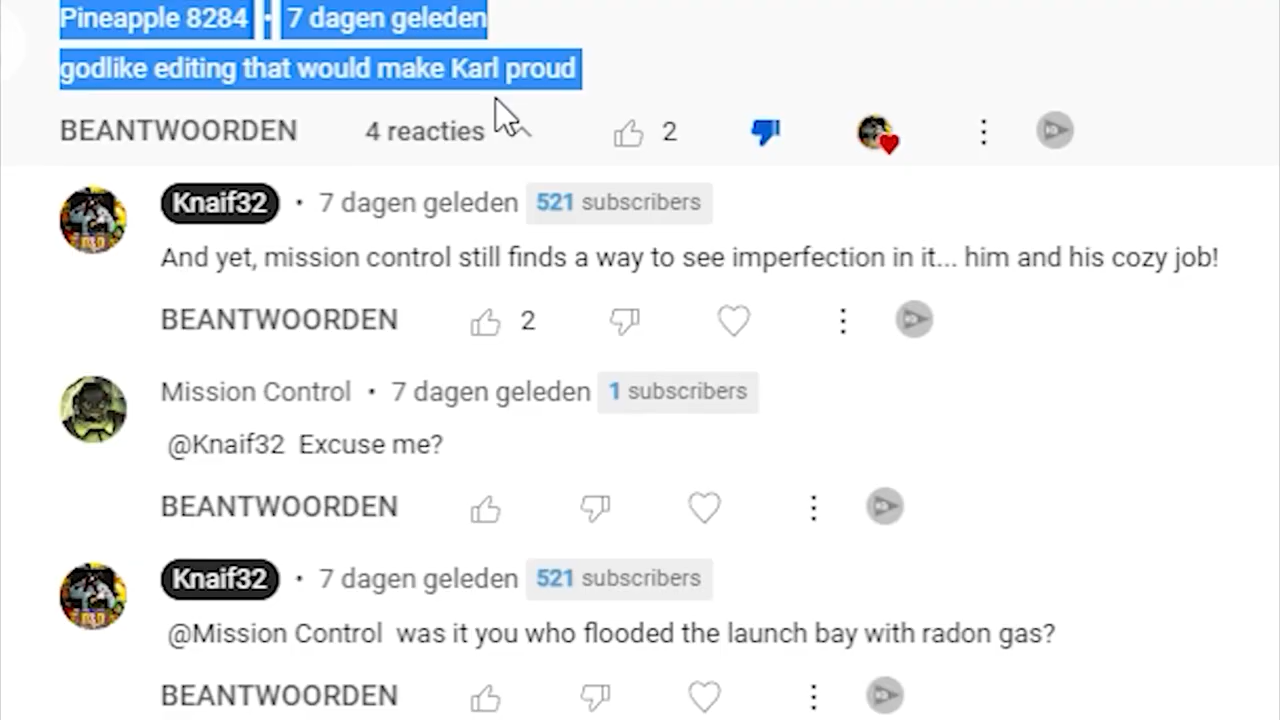 Pineapple 8284 • 7 dagen geleden
godlike editing that would make Karl proud
BEANTWOORDEN 4 reacties 2
Knaif32 • 7 dagen geleden 521 subscribers
And yet, mission control still finds a way to see imperfection in it... him and his cozy job!
BEANTWOORDEN 2
Mission Control • 7 dagen geleden 1 subscribers
@Knaif32 Excuse me?
BEANTWOORDEN
Knaif32 • 7 dagen geleden 521 subscribers
@Mission Control was it you who flooded the launch bay with radon gas?
BEANTWOORDEN